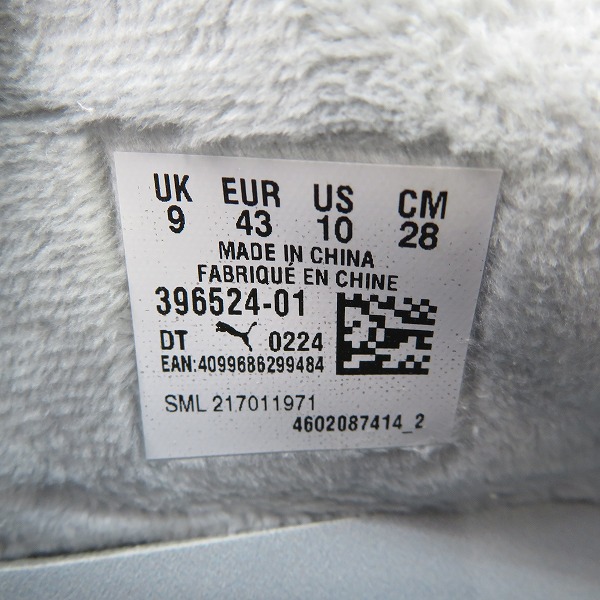 UK EUR US CM
9 43 10 28
MADE IN CHINA
FABRIQUÉ EN CHINE
396524-01
DT 0224
EAN:4099686299484
SML 217011971
4602087414_2